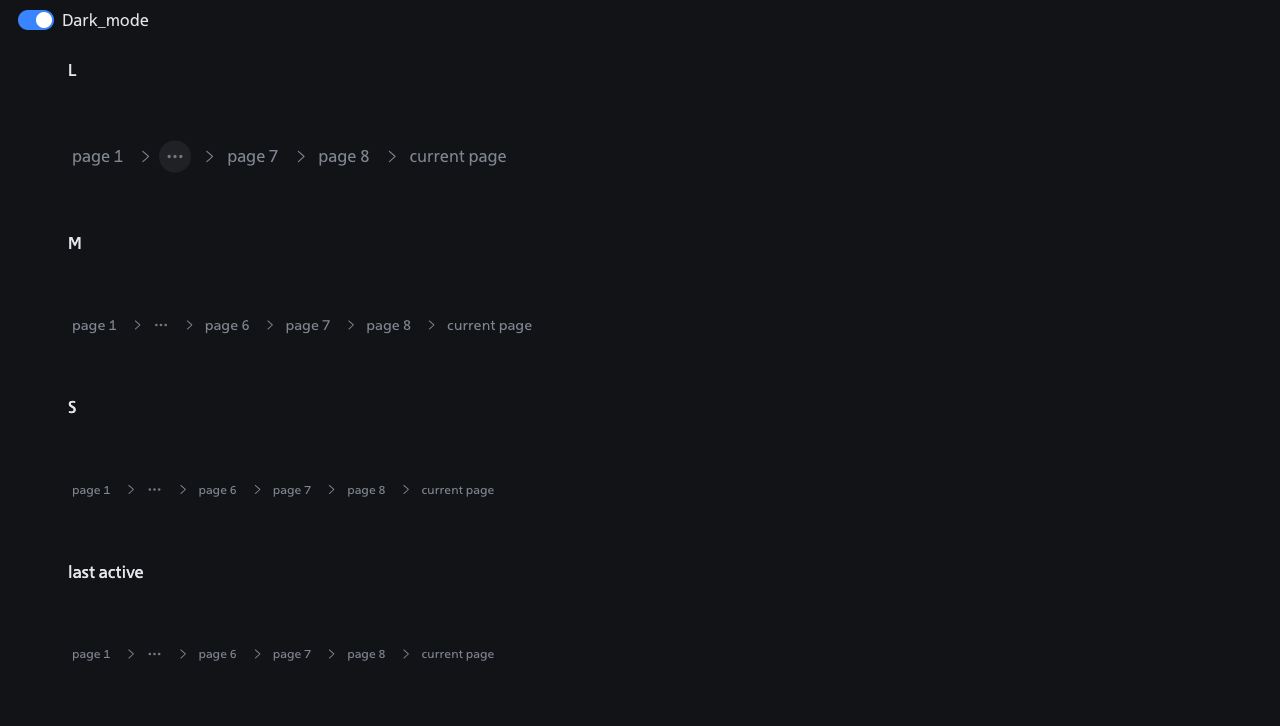 Dark_mode
L
page 1 > ··· > page 7 > page 8 > current page
M
page 1 > ··· > page 6 > page 7 > page 8 > current page
S
page 1 > ··· > page 6 > page 7 > page 8 > current page
last active
page 1 > ··· > page 6 > page 7 > page 8 > current page